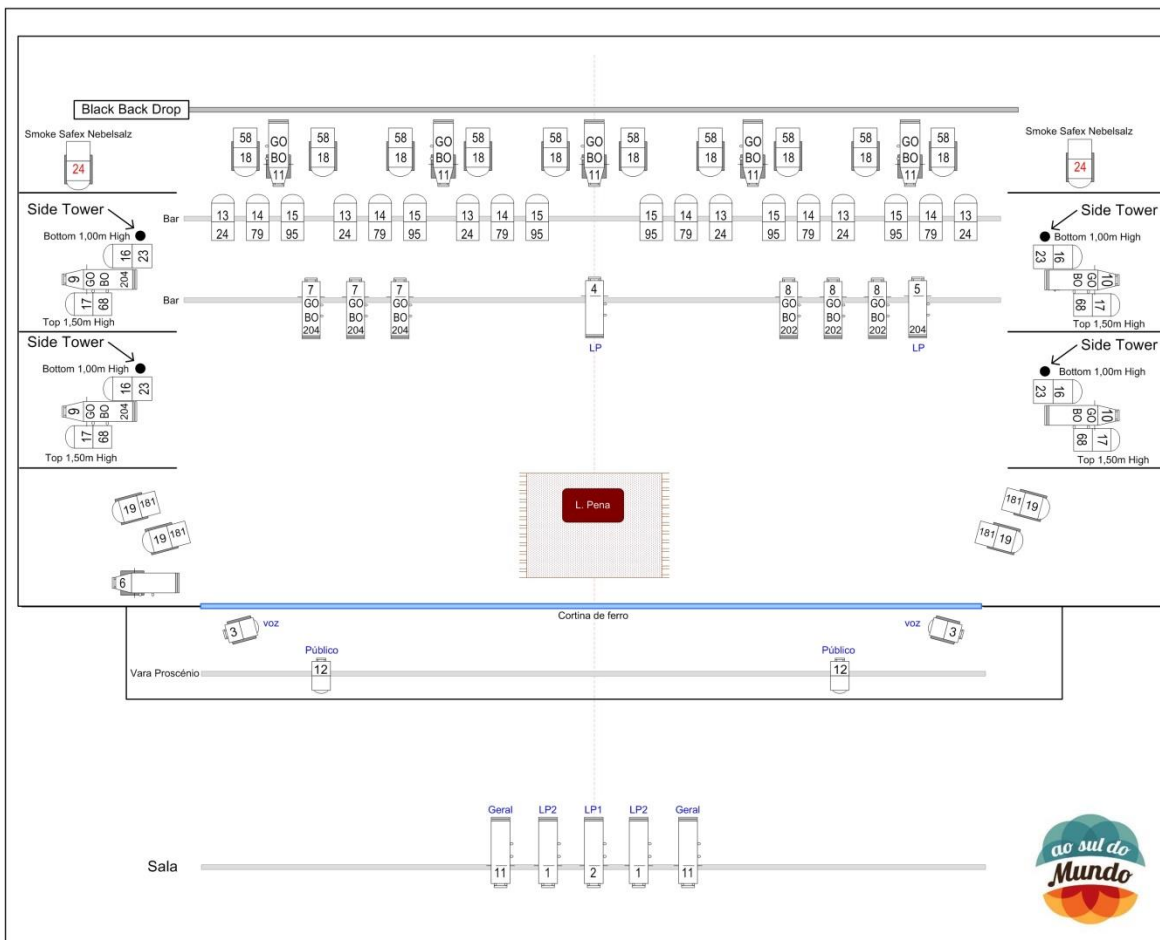 Black Back Drop
Smoke Safex Nebelsalz
24
58 GO 58 58 GO 58 58 GO 58 58 GO 58 58 GO 58
18 BO 18 18 BO 18 18 BO 18 18 BO 18 18 BO 18
11 11 11 11 11
Smoke Safex Nebelsalz
24
Bar
13 14 15 13 14 15 13 14 15 15 14 13 15 14 13 15 14 13
24 79 95 24 79 95 24 79 95 95 79 24 95 79 24 95 79 24
Side Tower
Bottom 1,00m High
16 23
9 GO BO 204
17 68
Top 1,50m High
Side Tower
Bottom 1,00m High
23 16
BO GO 10
68 17
Top 1,50m High
Bar
7 7 7 4 8 8 8 5
GO GO GO GO GO GO
BO BO BO BO BO BO
204 204 204 202 202 202 204
LP LP
Side Tower
Bottom 1,00m High
16 23
9 GO BO 204
17 68
Top 1,50m High
Side Tower
Bottom 1,00m High
23 16
BO GO 10
68 17
Top 1,50m High
19 181
19 181
6
L. Pena
181 19
181 19
Cortina de ferro
3 voz
voz 3
Público Público
Vara Proscénio
12 12
Geral LP2 LP1 LP2 Geral
Sala
11 1 2 1 11
ao sul do
Mundo